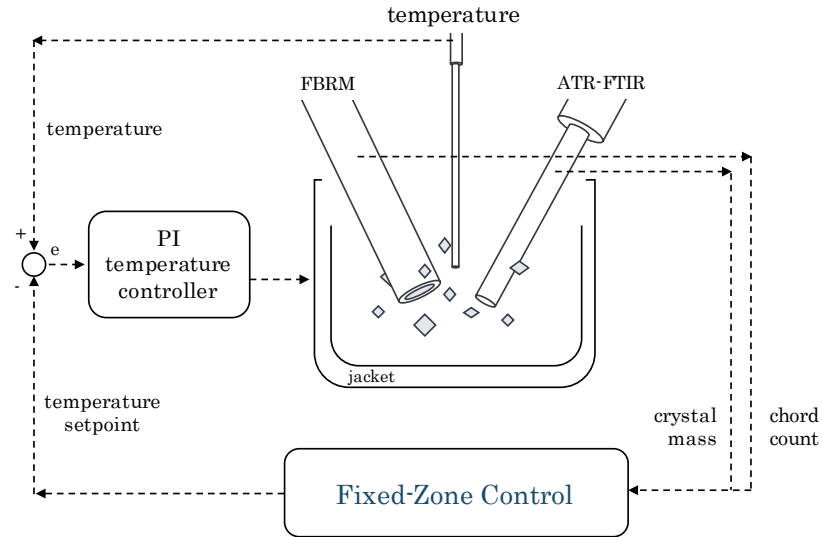 temperature
FBRM
ATR-FTIR
temperature
+
e
-
PI
temperature
controller
jacket
temperature
setpoint
crystal
mass
chord
count
Fixed-Zone Control